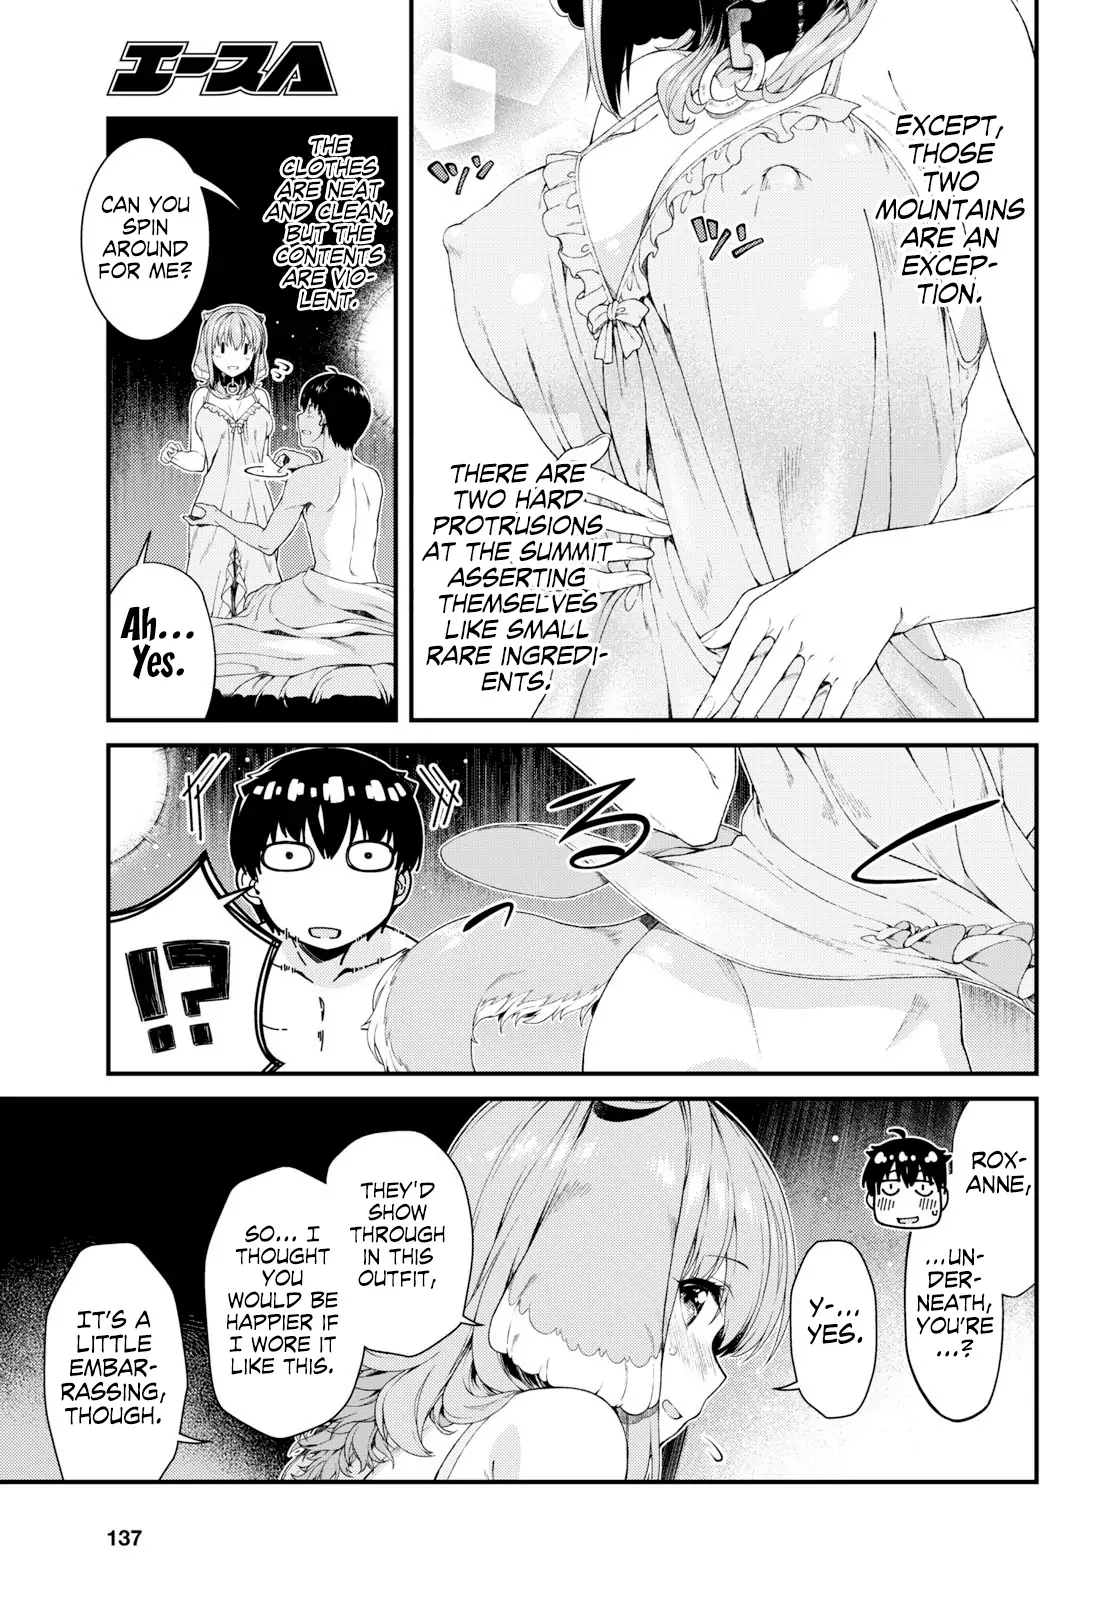 エースA
EXCEPT,
THOSE
TWO
MOUNTAINS
ARE AN
EXCEP-
TION.
THERE ARE
TWO HARD
PROTRUSIONS
AT THE SUMMIT
ASSERTING
THEMSELVES
LIKE SMALL
RARE INGREDI-
ENTS.
THE
CLOTHES
ARE NEAT
AND CLEAN,
BUT THE
CONTENTS
ARE VIO-
LENT.
CAN YOU
SPIN
AROUND
FOR ME?
Ah...
Yes.
!?
ROX-
ANNE,
...UN-
DER-
NEATH,
YOU'RE
...?
Y-...
YES.
THEY'D
SHOW
THROUGH
IN THIS
OUTFIT,
SO... I
THOUGHT
YOU
WOULD BE
HAPPIER IF
I WORE IT
LIKE THIS.
IT'S A
LITTLE
EMBAR-
RASSING,
THOUGH.
137